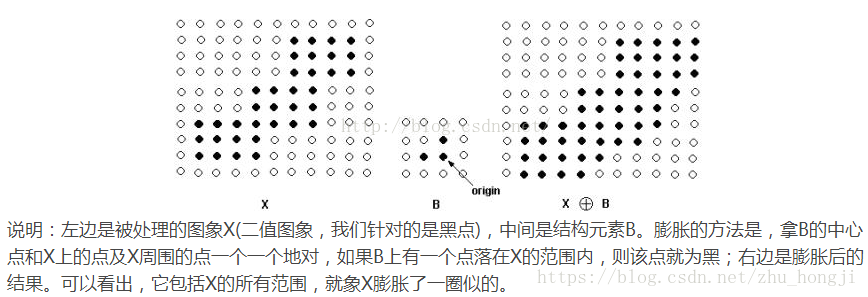 http://blog.csdn.net/
origin
X B X ⊕ B
说明：左边是被处理的图象X(二值图象，我们针对的是黑点)，中间是结构元素B。膨胀的方法是，拿B的中心
点和X上的点及X周围的点一个一个地对，如果B上有一个点落在X的范围内，则该点就为黑；右边是膨胀后的
结果。可以看出，它包括X的所有范围，就象X膨胀了一圈似的。
https://blog.csdn.net/zhu_hongji